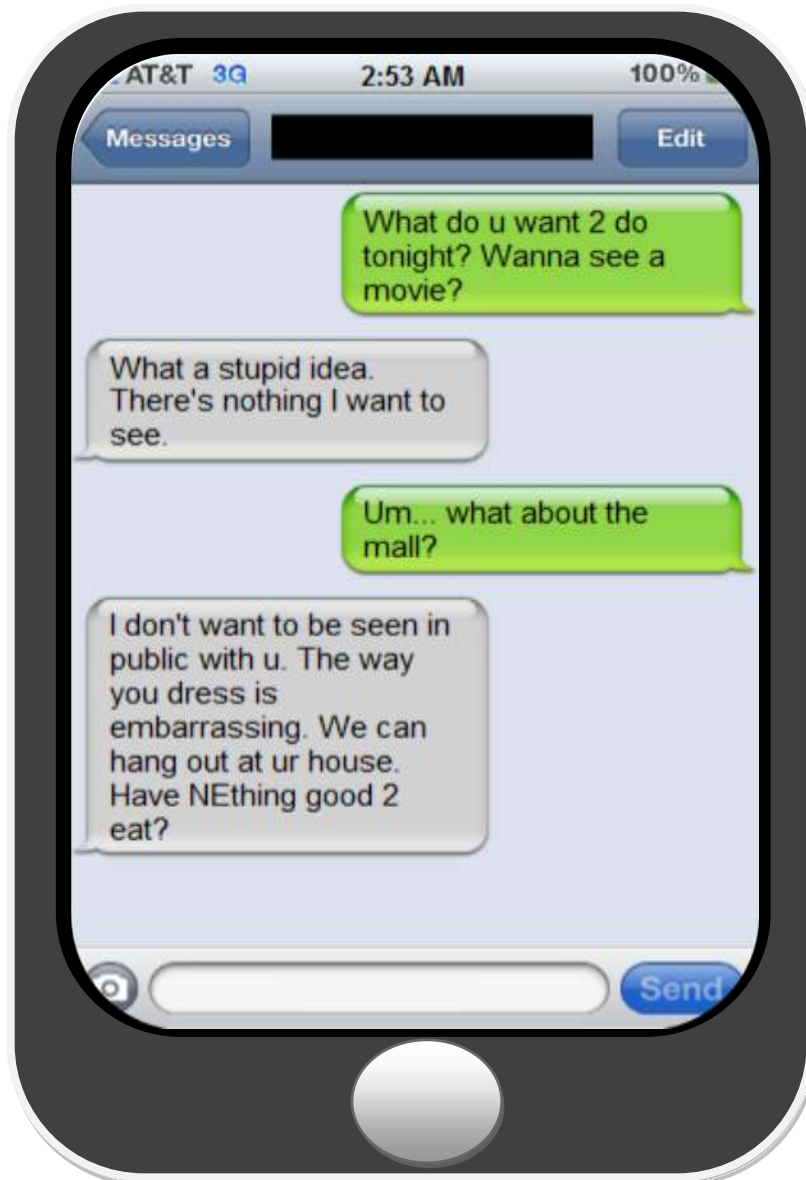 AT&T 3G 2:53 AM 100%
Messages Edit
What do u want 2 do
tonight? Wanna see a
movie?
What a stupid idea.
There's nothing I want to
see.
Um... what about the
mall?
I don't want to be seen in
public with u. The way
you dress is
embarrassing. We can
hang out at ur house.
Have NEthing good 2
eat?
Send